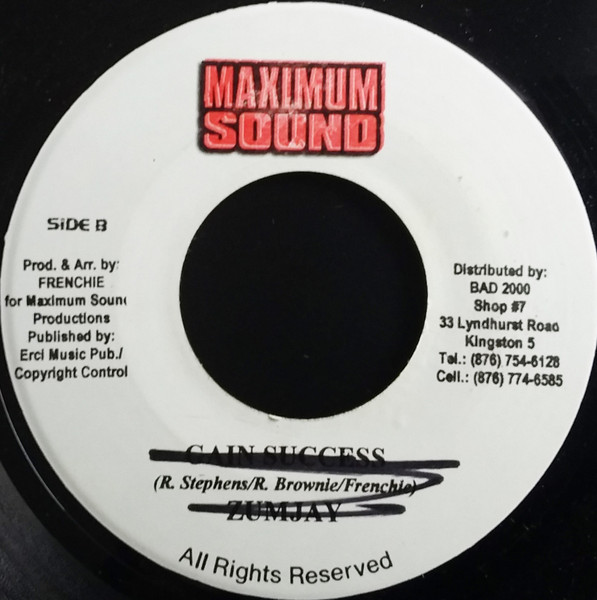 MAXIMUM
SOUND
SiDE B
Prod. & Arr. by:
FRENCHIE
for Maximum Sound
Productions
Published by:
Erci Music Pub./
Copyright Control
Distributed by:
BAD 2000
Shop #7
33 Lyndhurst Road
Kingston 5
Tel.: (876) 754-6128
Cell.: (876) 774-6585
GAIN SUCCESS
(R. Stephens/R. Brownie/Frenchie)
ZUMJAY
All Rights Reserved